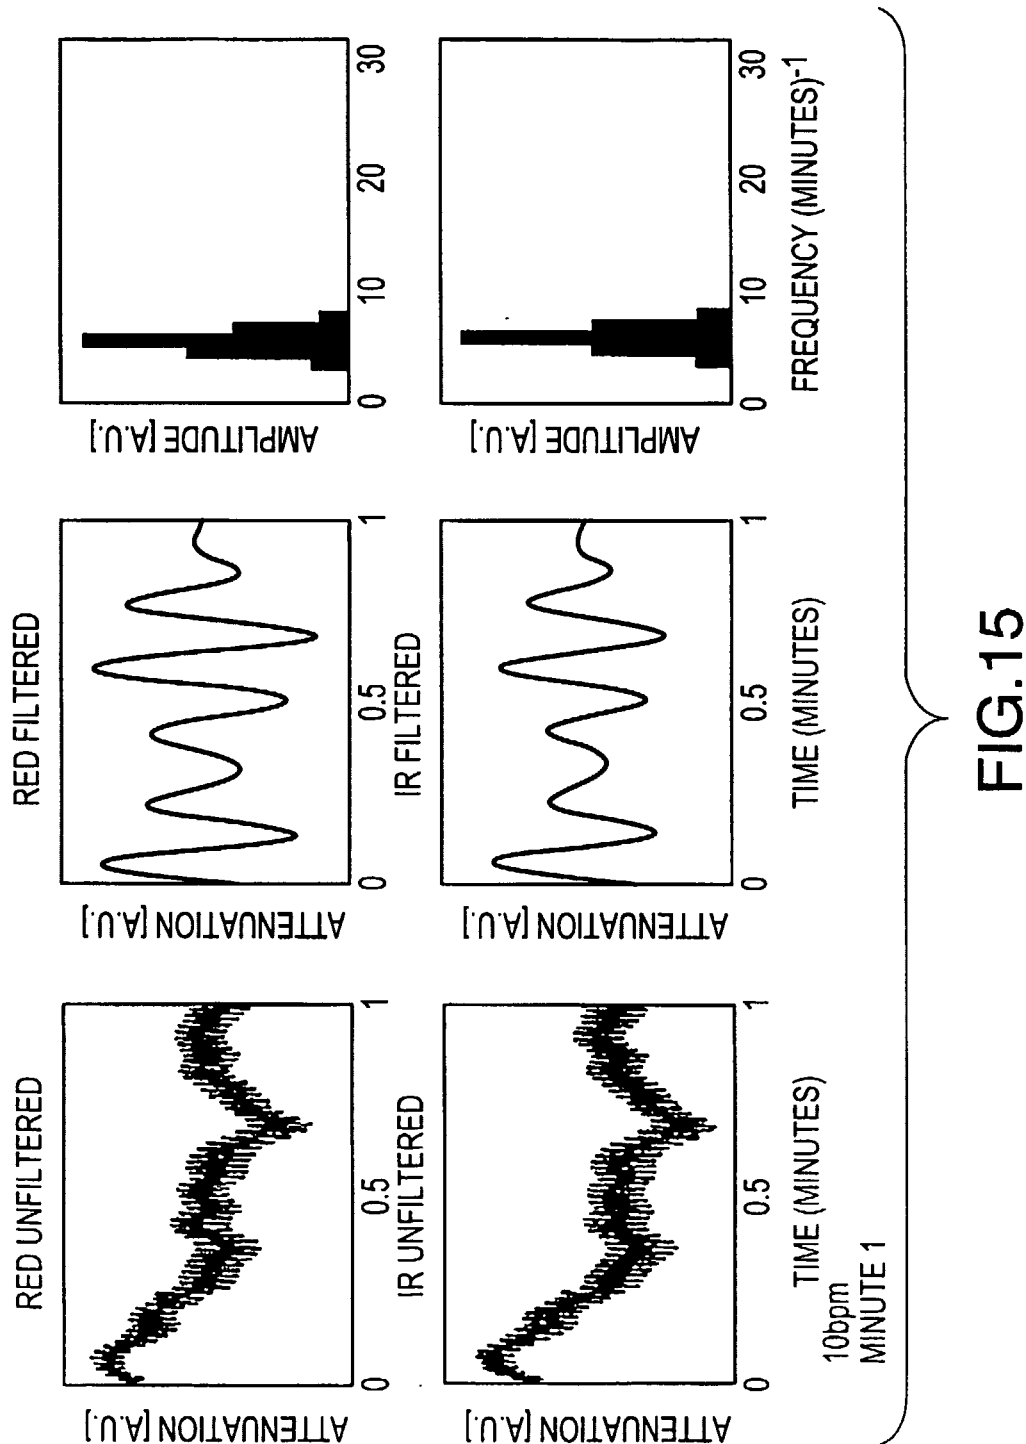 RED UNFILTERED
ATTENUATION [A.U.]
0 0.5 1
RED FILTERED
ATTENUATION [A.U.]
0 0.5 1
AMPLITUDE [A.U.]
0 10 20 30
IR UNFILTERED
ATTENUATION [A.U.]
0 0.5 1
TIME (MINUTES)
IR FILTERED
ATTENUATION [A.U.]
0 0.5 1
TIME (MINUTES)
AMPLITUDE [A.U.]
0 10 20 30
FREQUENCY (MINUTES)-1
10bpm
MINUTE 1
FIG.15